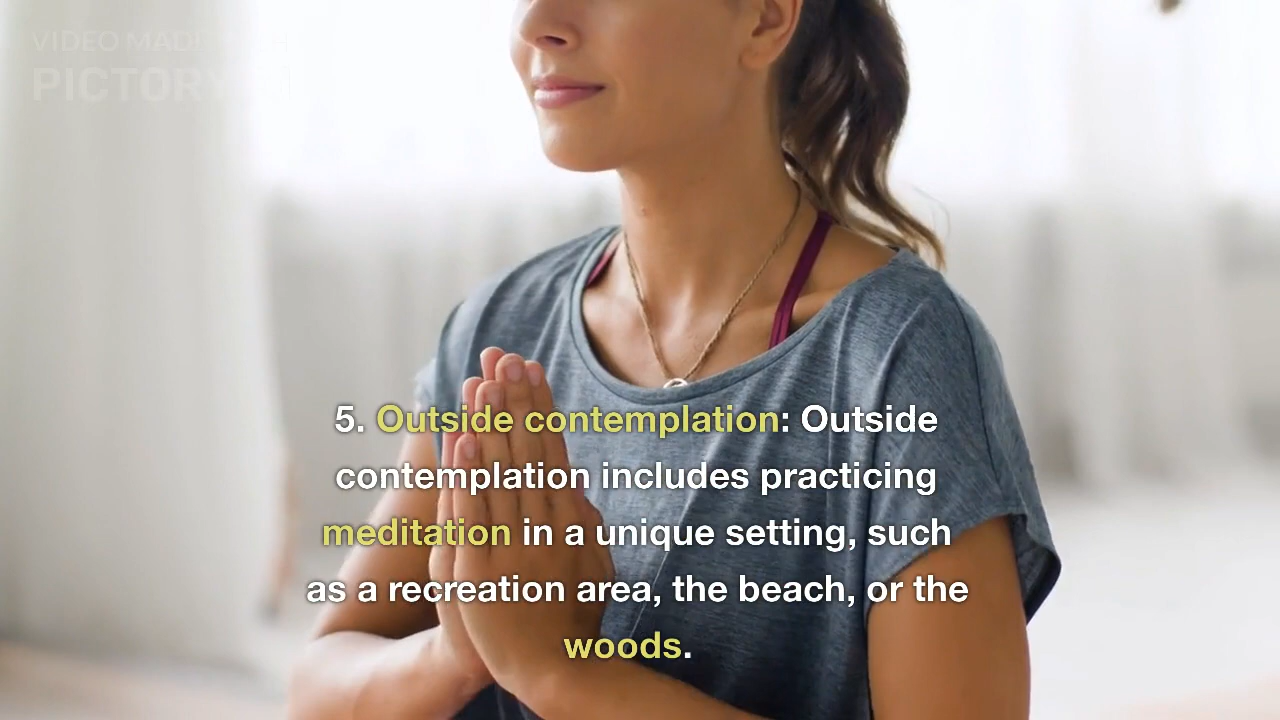 VIDEO MADE
PICTORY
5. Outside contemplation: Outside
contemplation includes practicing
meditation in a unique setting, such
as a recreation area, the beach, or the
woods.